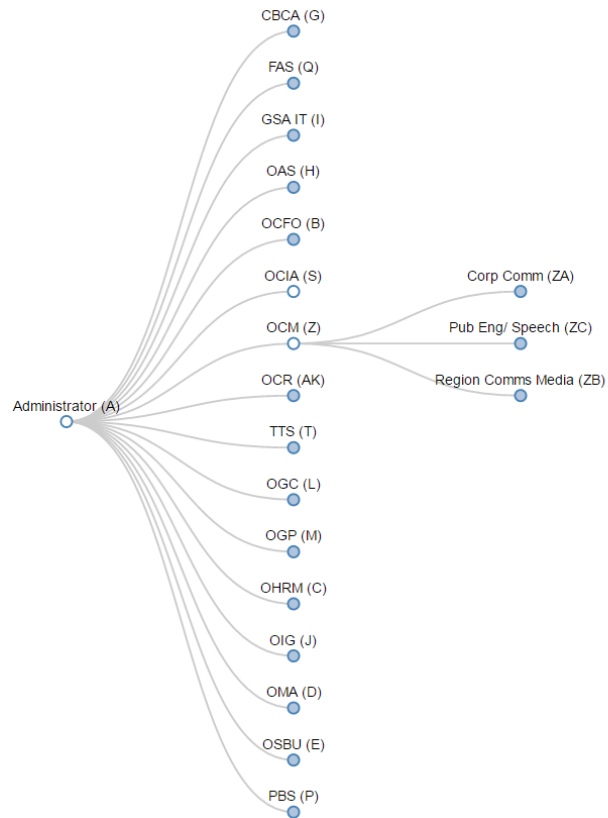 CBCA (G)
FAS (Q)
GSA IT (I)
OAS (H)
OCFO (B)
OCIA (S)
Corp Comm (ZA)
OCM (Z)
Pub Eng/ Speech (ZC)
OCR (AK)
Region Comms Media (ZB)
Administrator (A)
TTS (T)
OGC (L)
OGP (M)
OHRM (C)
OIG (J)
OMA (D)
OSBU (E)
PBS (P)